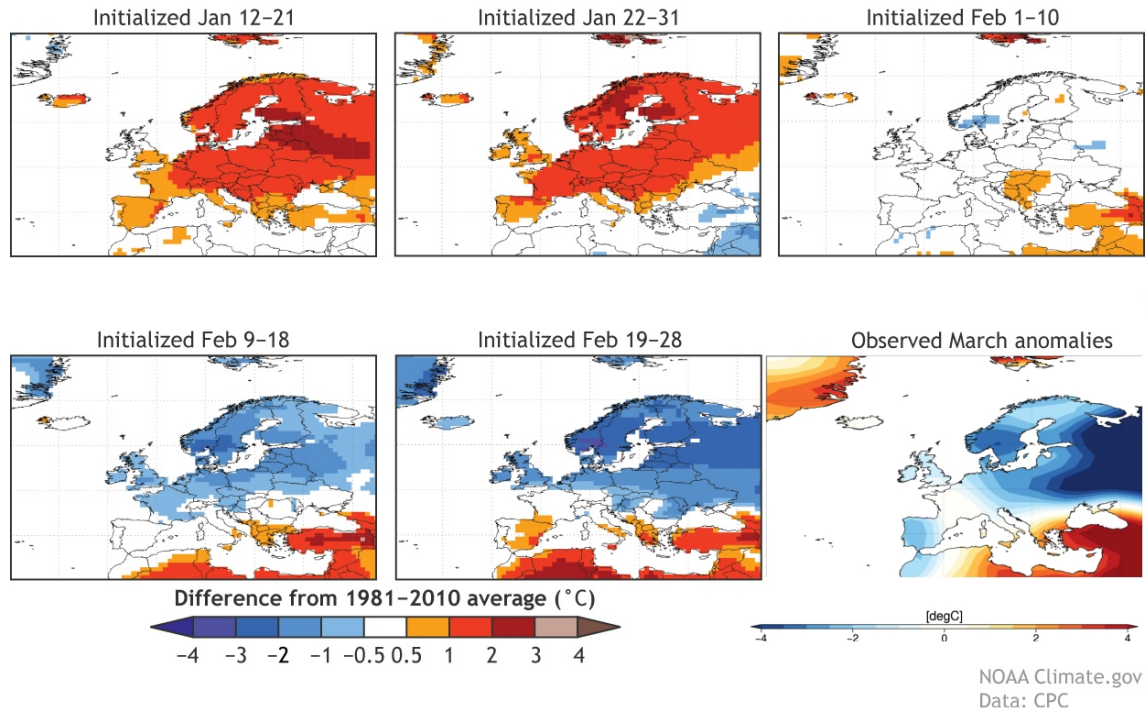 Initialized Jan 12–21
Initialized Jan 22–31
Initialized Feb 1–10
Initialized Feb 9–18
Initialized Feb 19–28
Observed March anomalies
Difference from 1981–2010 average (°C)
−4 −3 −2 −1 −0.5 0.5 1 2 3 4
[degC]
−4 −2 0 2 4
NOAA Climate.gov
Data: CPC